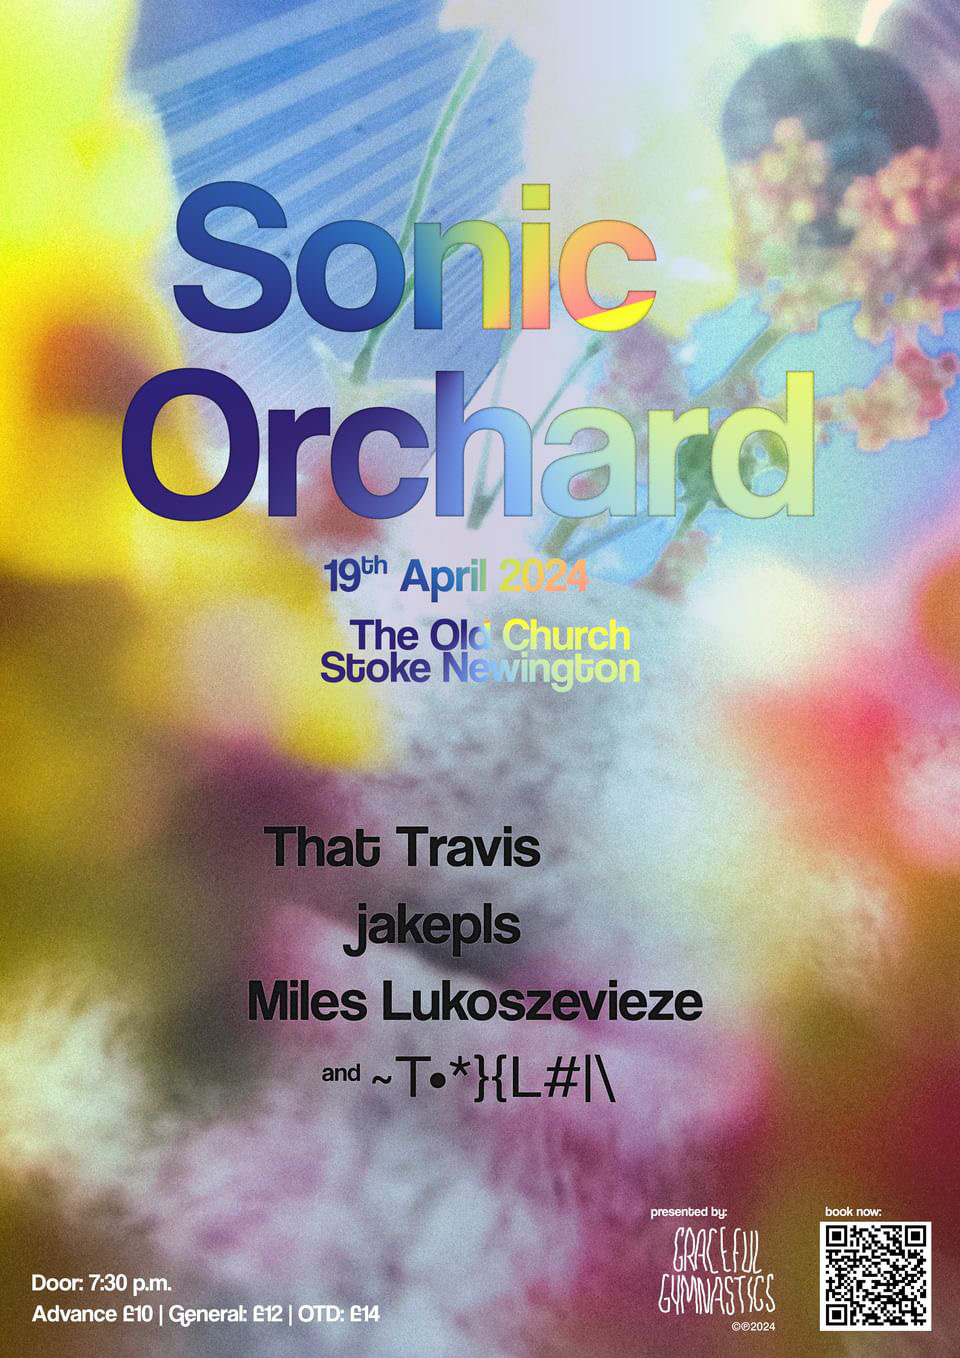 Sonic
Orchard
19th April 2024
The Old Church
Stoke Newington
That Travis
jakepls
Miles Lukoszevieze
and ~T•*}{L#|\
presented by:
GRACEFUL
GYMNASTICS
©℗2024
book now:
Door: 7:30 p.m.
Advance £10 | General: £12 | OTD: £14